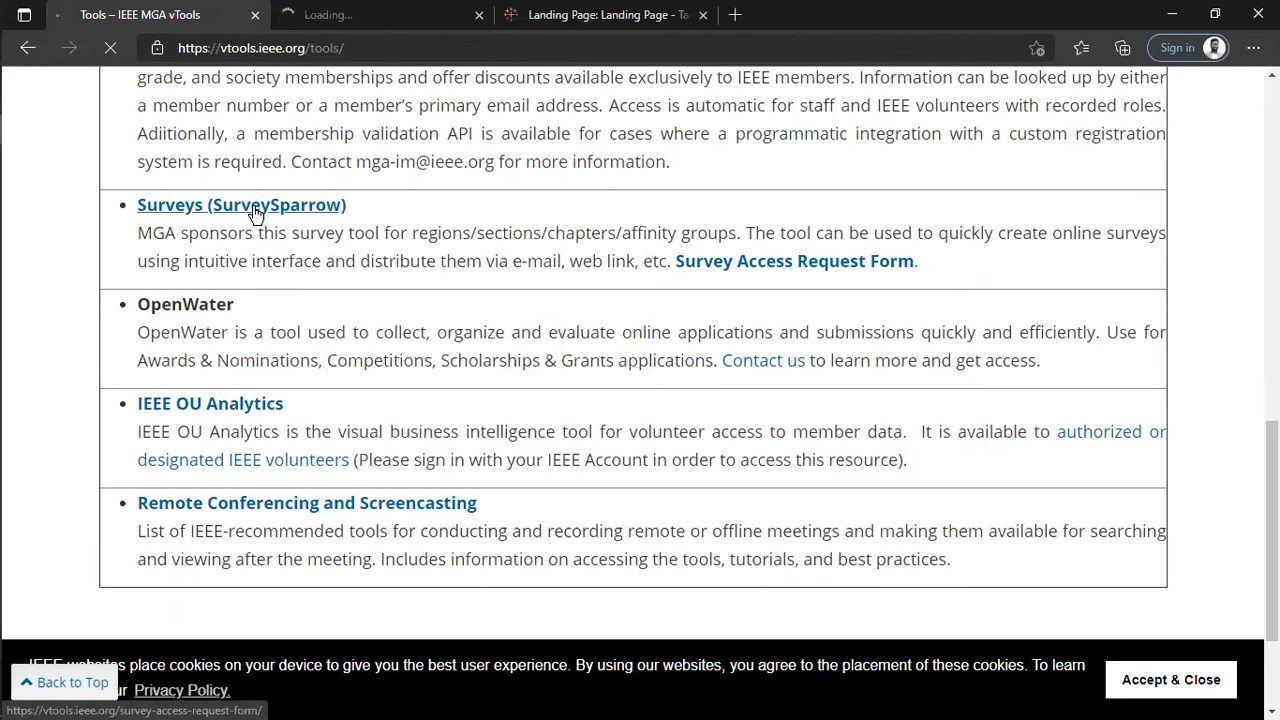 Tools – IEEE MGA vTools
Loading...
Landing Page: Landing Page - Ta
https://vtools.ieee.org/tools/
Sign in
grade, and society memberships and offer discounts available exclusively to IEEE members. Information can be looked up by either
a member number or a member's primary email address. Access is automatic for staff and IEEE volunteers with recorded roles.
Adiitionally, a membership validation API is available for cases where a programmatic integration with a custom registration
system is required. Contact mga-im@ieee.org for more information.
• Surveys (SurveySparrow)
MGA sponsors this survey tool for regions/sections/chapters/affinity groups. The tool can be used to quickly create online surveys
using intuitive interface and distribute them via e-mail, web link, etc. Survey Access Request Form.
• OpenWater
OpenWater is a tool used to collect, organize and evaluate online applications and submissions quickly and efficiently. Use for
Awards & Nominations, Competitions, Scholarships & Grants applications. Contact us to learn more and get access.
• IEEE OU Analytics
IEEE OU Analytics is the visual business intelligence tool for volunteer access to member data. It is available to authorized or
designated IEEE volunteers (Please sign in with your IEEE Account in order to access this resource).
• Remote Conferencing and Screencasting
List of IEEE-recommended tools for conducting and recording remote or offline meetings and making them available for searching
and viewing after the meeting. Includes information on accessing the tools, tutorials, and best practices.
IEEE websites place cookies on your device to give you the best user experience. By using our websites, you agree to the placement of these cookies. To learn
Privacy Policy.
Accept & Close
Back to Top
https://vtools.ieee.org/survey-access-request-form/